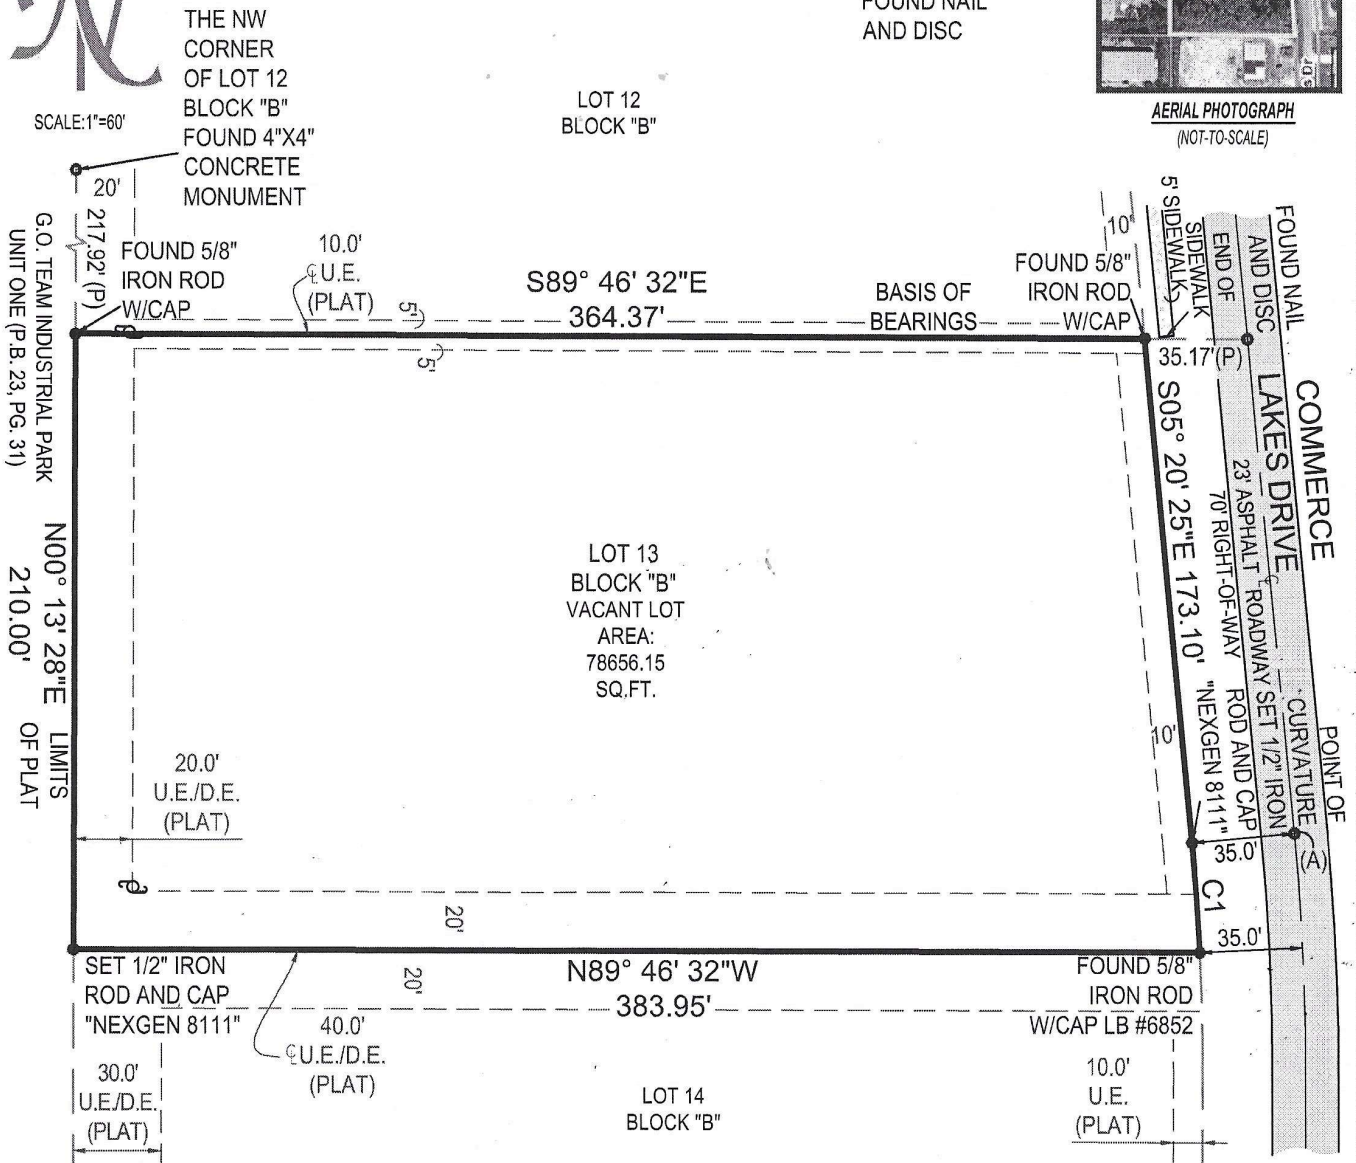 THE NW
CORNER
OF LOT 12
BLOCK "B"
FOUND 4"X4"
CONCRETE
MONUMENT
SCALE:1"=60'
FOUND NAIL
AND DISC
s Dr
AERIAL PHOTOGRAPH
(NOT-TO-SCALE)
LOT 12
BLOCK "B"
20'
217.92' (P)
FOUND 5/8"
IRON ROD
W/CAP
10.0'
℄ U.E.
(PLAT)
5'
5'
S89° 46' 32"E
364.37'
BASIS OF
BEARINGS
FOUND 5/8"
IRON ROD
W/CAP
10'
5' SIDEWALK
SIDEWALK
END OF
FOUND NAIL
AND DISC
35.17'(P)
COMMERCE
LAKES DRIVE
23' ASPHALT ROADWAY
℄
70' RIGHT-OF-WAY
S05° 20' 25"E 173.10'
10'
POINT OF
CURVATURE
(A)
SET 1/2" IRON
ROD AND CAP
"NEXGEN 8111"
35.0'
C1
35.0'
G.O. TEAM INDUSTRIAL PARK
UNIT ONE (P.B. 23, PG. 31)
N00° 13' 28"E
210.00'
LIMITS
OF PLAT
LOT 13
BLOCK "B"
VACANT LOT
AREA:
78656.15
SQ.FT.
20.0'
U.E./D.E.
(PLAT)
20'
20'
SET 1/2" IRON
ROD AND CAP
"NEXGEN 8111"
N89° 46' 32"W
383.95'
FOUND 5/8"
IRON ROD
W/CAP LB #6852
40.0'
℄ U.E./D.E.
(PLAT)
30.0'
U.E./D.E.
(PLAT)
LOT 14
BLOCK "B"
10.0'
U.E.
(PLAT)